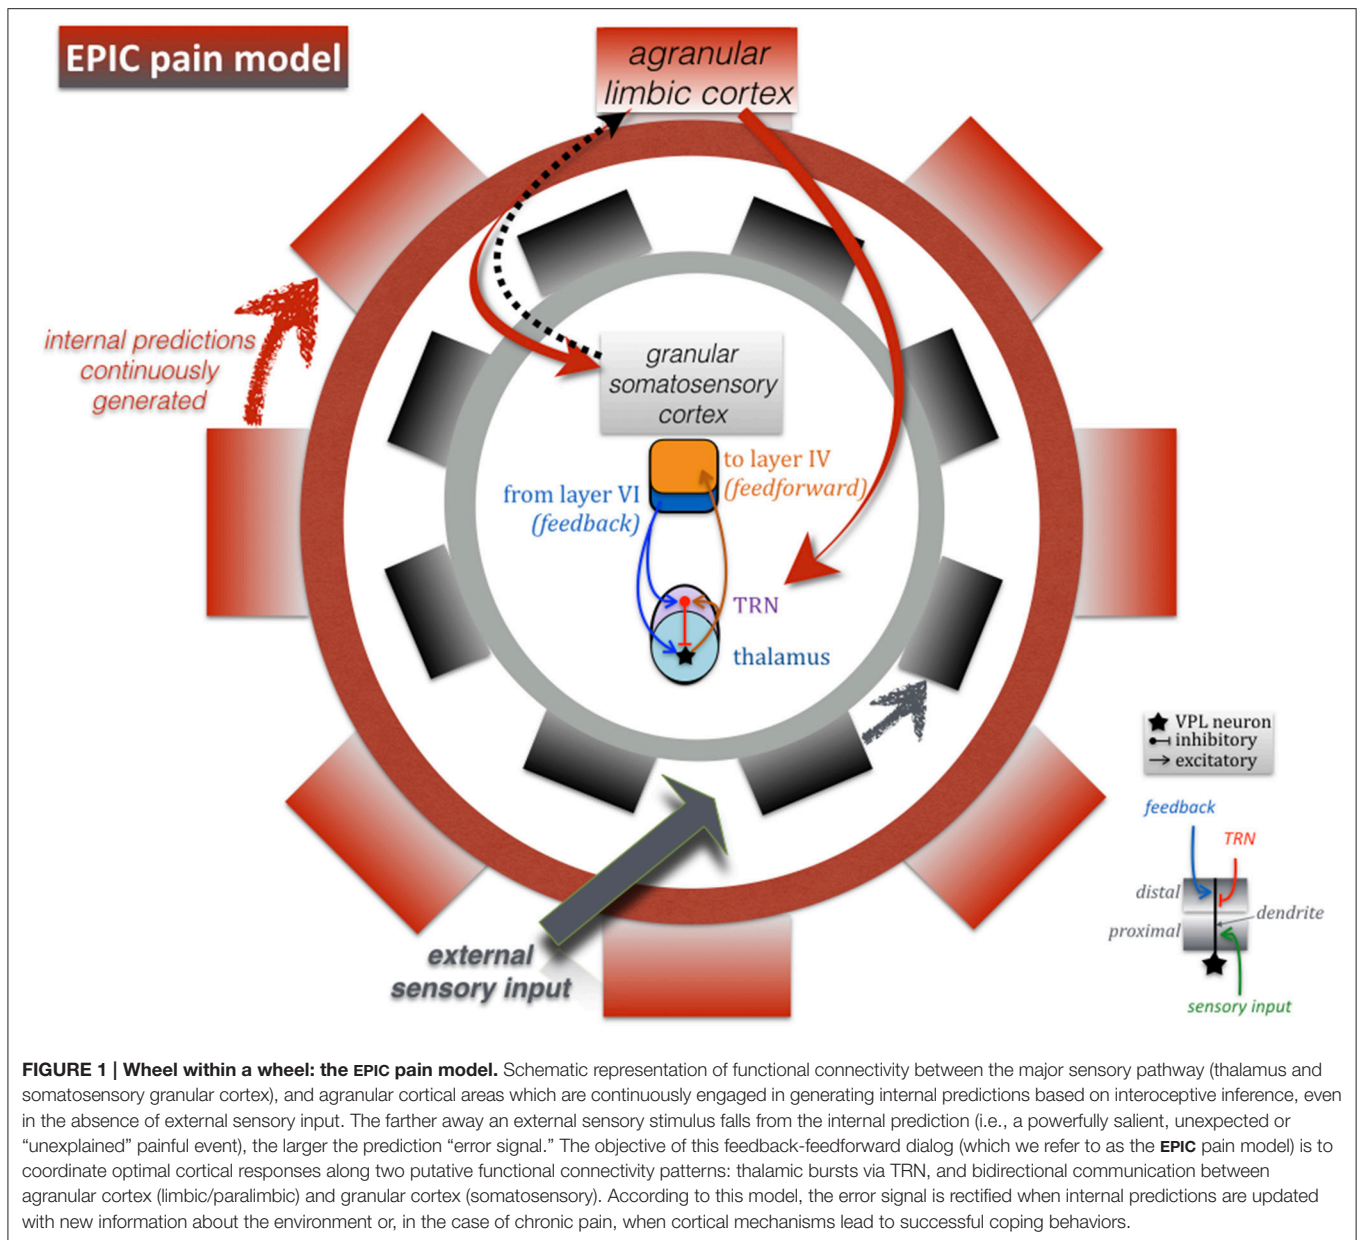 EPIC pain model
agranular
limbic cortex
internal predictions
continuously
generated
granular
somatosensory
cortex
to layer IV
(feedforward)
from layer VI
(feedback)
TRN
thalamus
VPL neuron
inhibitory
excitatory
feedback
TRN
distal
dendrite
proximal
sensory input
external
sensory input
FIGURE 1 | Wheel within a wheel: the EPIC pain model. Schematic representation of functional connectivity between the major sensory pathway (thalamus and
somatosensory granular cortex), and agranular cortical areas which are continuously engaged in generating internal predictions based on interoceptive inference, even
in the absence of external sensory input. The farther away an external sensory stimulus falls from the internal prediction (i.e., a powerfully salient, unexpected or
“unexplained” painful event), the larger the prediction “error signal.” The objective of this feedback-feedforward dialog (which we refer to as the EPIC pain model) is to
coordinate optimal cortical responses along two putative functional connectivity patterns: thalamic bursts via TRN, and bidirectional communication between
agranular cortex (limbic/paralimbic) and granular cortex (somatosensory). According to this model, the error signal is rectified when internal predictions are updated
with new information about the environment or, in the case of chronic pain, when cortical mechanisms lead to successful coping behaviors.